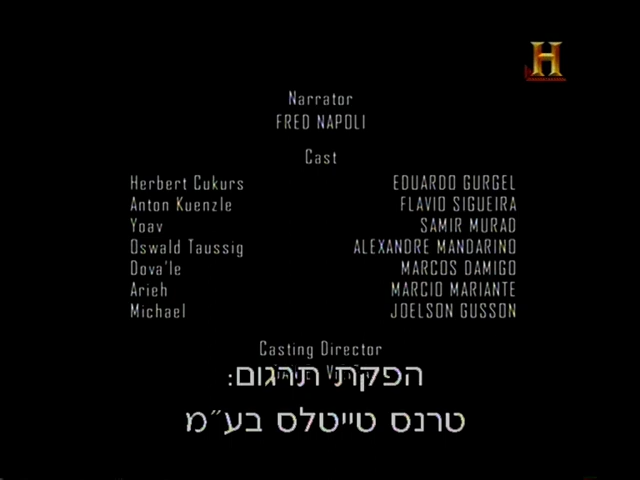 H
Narrator
FRED NAPOLI
Cast
Herbert Cukurs EDUARDO GURGEL
Anton Kuenzle FLAVIO SIGUEIRA
Yoav SAMIR MURAD
Oswald Taussig ALEXANDRE MANDARINO
Dova'le MARCOS DAMIGO
Arieh MARCIO MARIANTE
Michael JOELSON GUSSON
Casting Director
הפקת תרגום:
טרנס טייטלס בע״מ